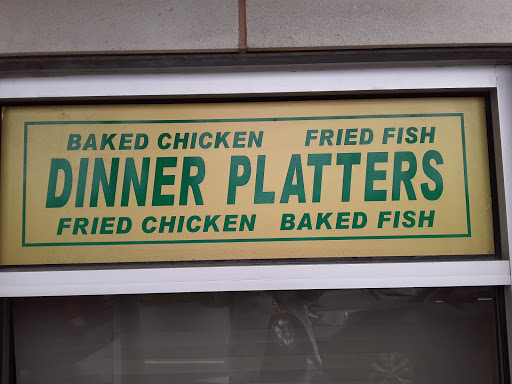 BAKED CHICKEN FRIED FISH
DINNER PLATTERS
FRIED CHICKEN BAKED FISH